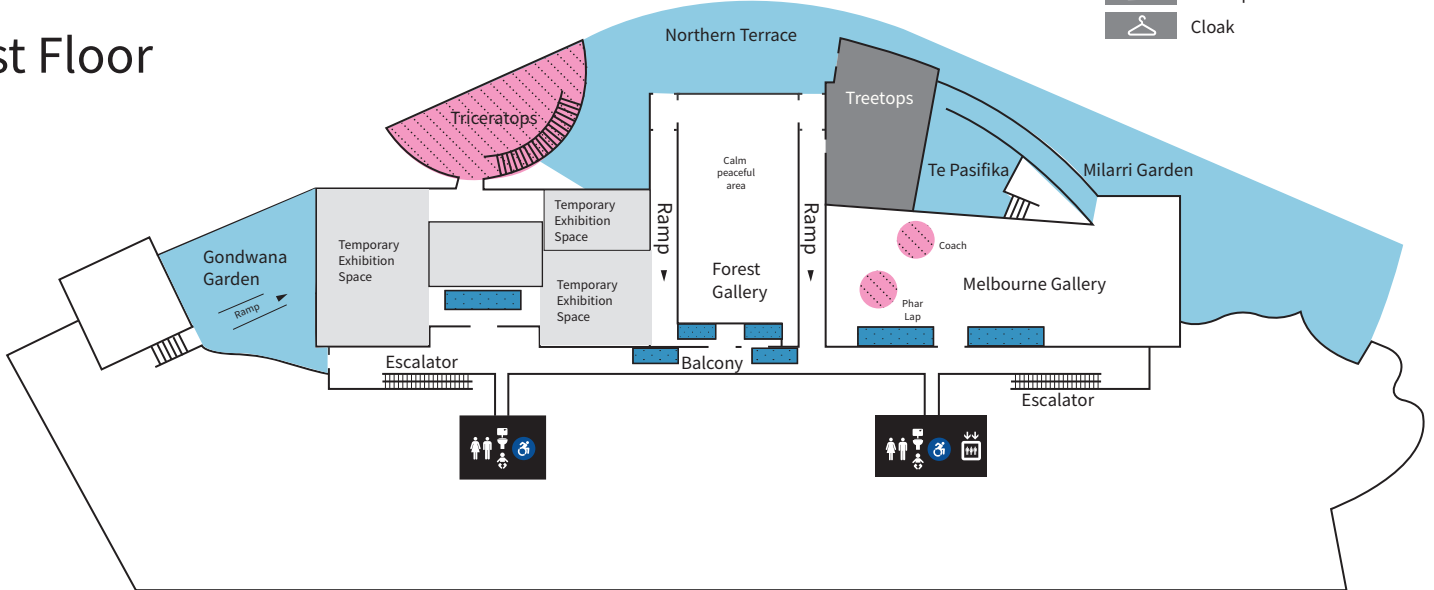 st Floor
Cloak
Northern Terrace
Treetops
Triceratops
Calm
peaceful
area
Te Pasifika
Milarri Garden
Temporary
Exhibition
Space
Ramp
Ramp
Temporary
Exhibition
Space
Coach
Gondwana
Garden
Forest
Gallery
Melbourne Gallery
Temporary
Exhibition
Space
Ramp
Phar
Lap
Escalator
Balcony
Escalator